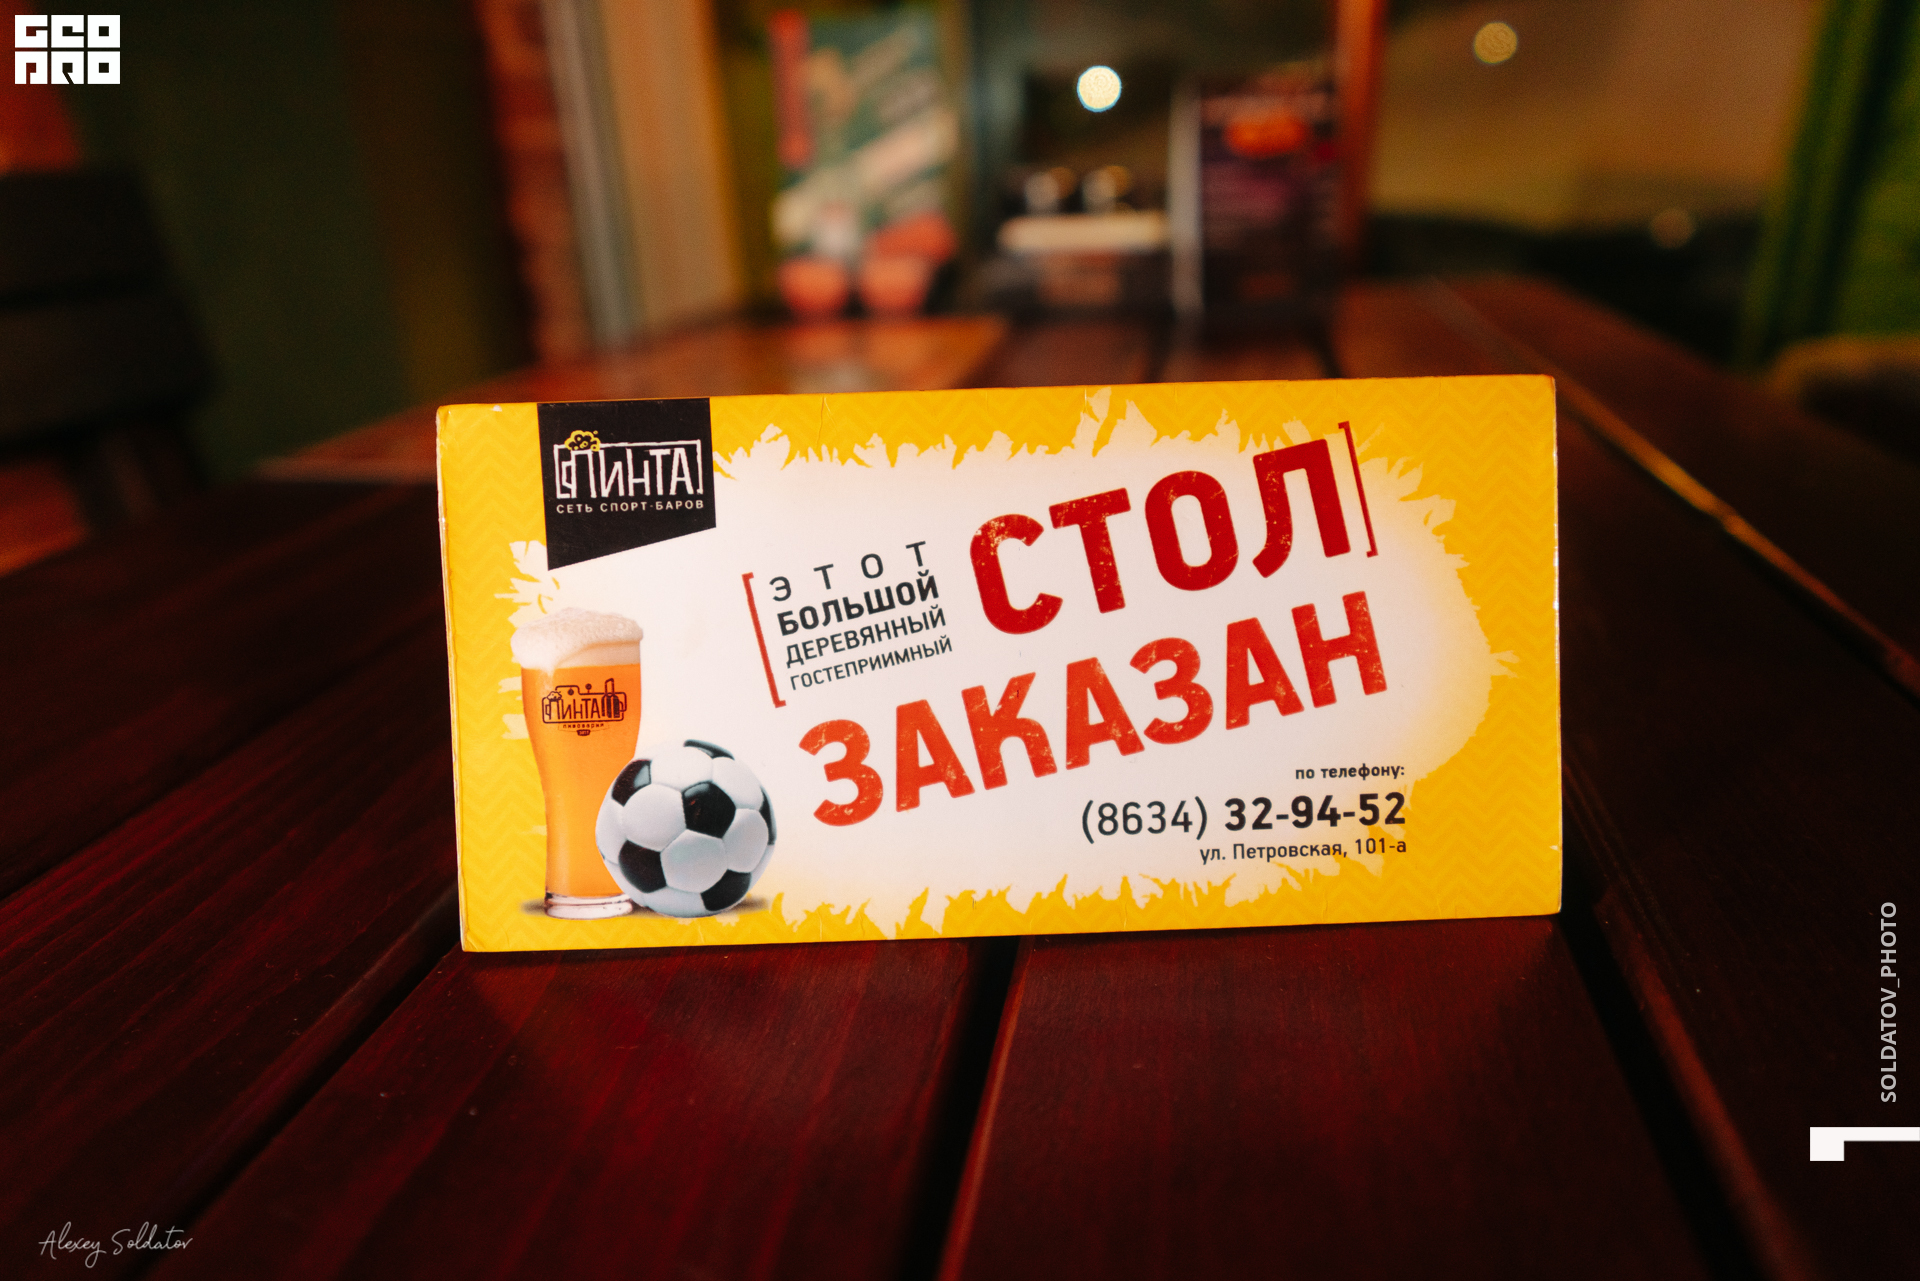 GEO
PRO
ПИНТА
СЕТЬ СПОРТ-БАРОВ
ЭТОТ
БОЛЬШОЙ
ДЕРЕВЯННЫЙ
ГОСТЕПРИИМНЫЙ
СТОЛ
ЗАКАЗАН
ПИНТА
по телефону:
(8634) 32-94-52
ул. Петровская, 101-а
SOLDATOV_PHOTO
Alexey Soldatov